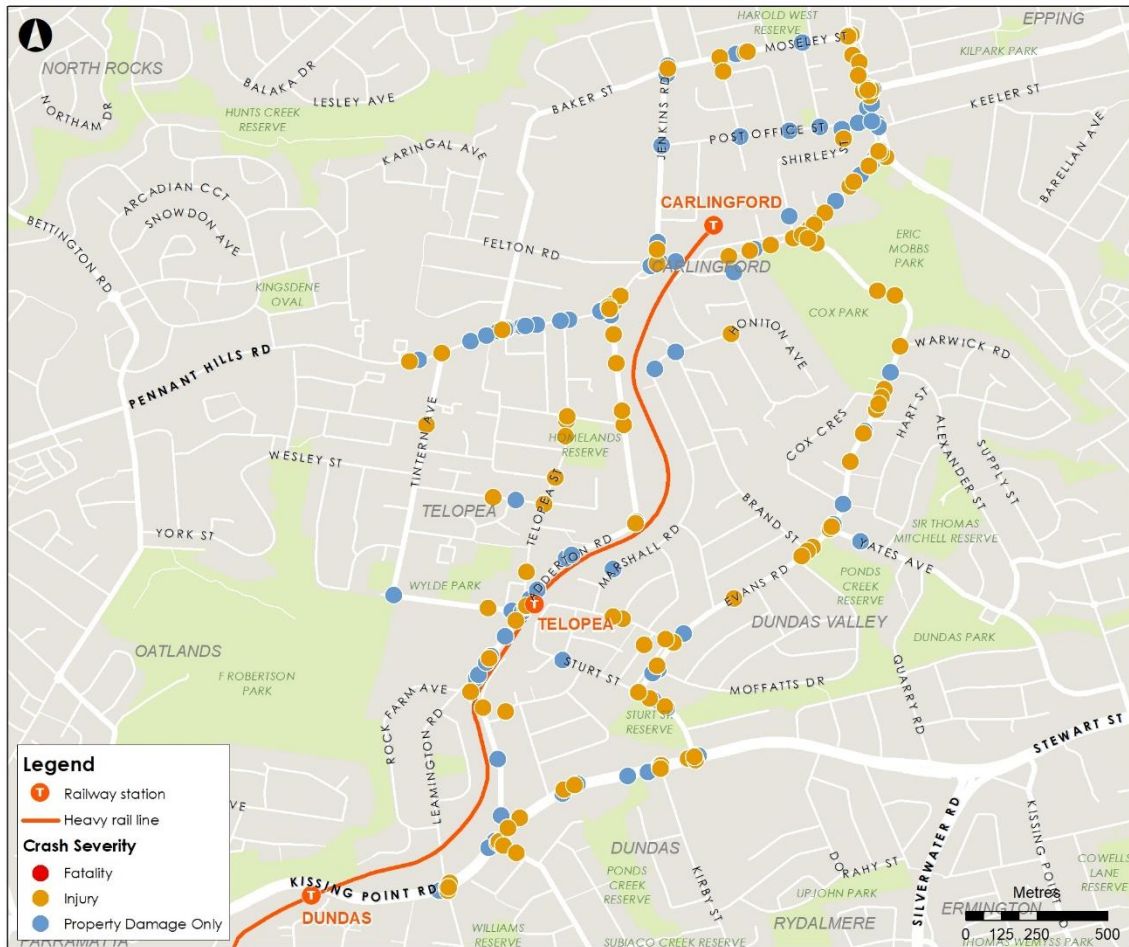 HAROLD WEST
RESERVE
EPPING
MOSELEY ST
KILPARK PARK
NORTH ROCKS
BALAKA DR
LESLEY AVE
NORTHAM DR
HUNTS CREEK
RESERVE
BAKER ST
JENKINS RD
KEELER ST
POST OFFICE ST
SHIRLEY ST
BARELLAN AVE
KARINGAL AVE
ARCADIAN CCT
SNOWDON AVE
BETTINGTON RD
CARLINGFORD
T
FELTON RD
ERIC
MOBBS
PARK
CARLINGFORD
KINGSDENE
OVAL
COX PARK
HONITON AVE
PENNANT HILLS RD
WARWICK RD
HART ST
COX CRES
ALEXANDER ST
SUPPLY ST
HOMELANDS
RESERVE
WESLEY ST
TINTERN AVE
TELOPEA ST
TELOPEA
BRAND ST
SIR THOMAS
MITCHELL RESERVE
YORK ST
ADDERTON RD
MARSHALL RD
YATES AVE
EVANS RD
PONDS
CREEK
RESERVE
WYLDE PARK
T
TELOPEA
DUNDAS VALLEY
DUNDAS PARK
OATLANDS
F ROBERTSON
PARK
STURT ST
MOFFATTS DR
QUARRY RD
ROCK FARM AVE
LEAMINGTON RD
STURT ST
RESERVE
STEWART ST
SILVERWATER RD
KISSING POINT RD
DUNDAS
DORAHY ST
COWELLS
LANE
RESERVE
KISSING POINT RD
T
DUNDAS
PONDS
CREEK
RESERVE
KIRBY ST
UPJOHN PARK
ERMINGTON
RYDALMERE
WILLIAMS
RESERVE
SUBIACO CREEK RESERVE
THOMAS WEMYSS PARK
PARRAMATTA
Legend
T Railway station
Heavy rail line
Crash Severity
Fatality
Injury
Property Damage Only
Metres
0 125 250 500